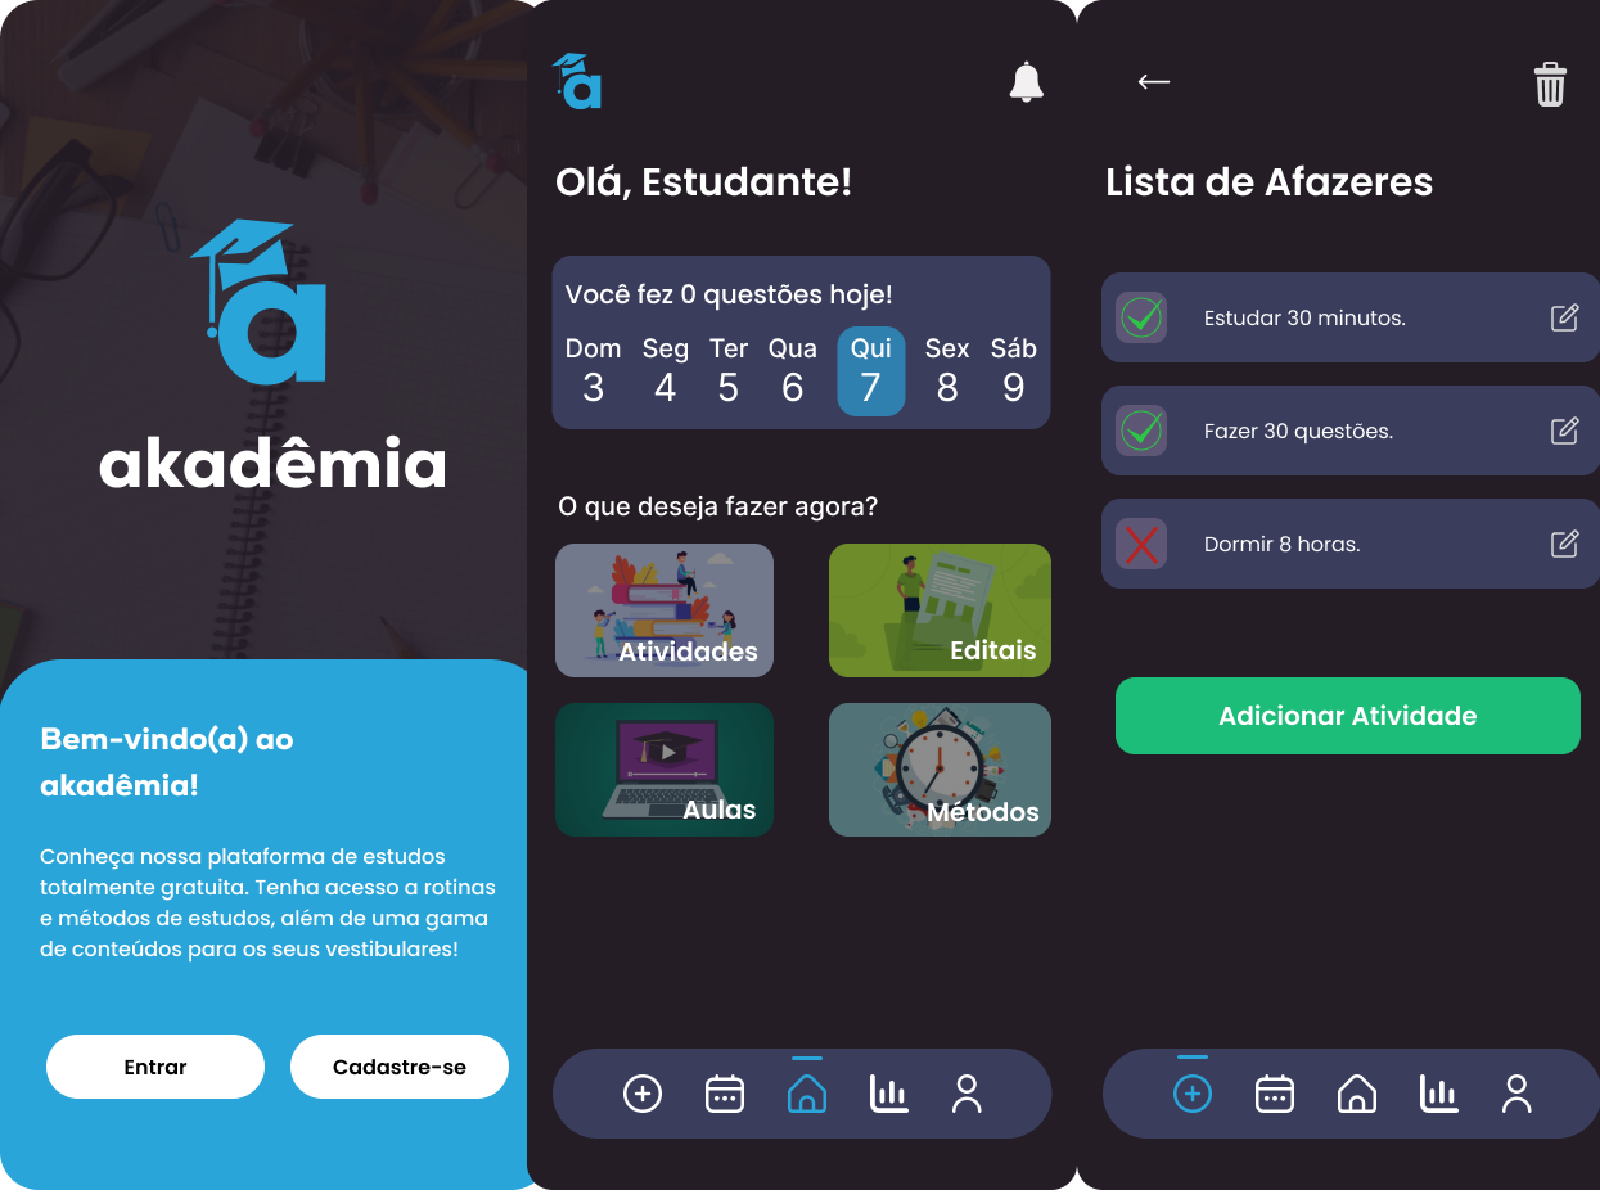 a
akadêmia
Bem-vindo(a) ao
akadêmia!
Conheça nossa plataforma de estudos
totalmente gratuita. Tenha acesso a rotinas
e métodos de estudos, além de uma gama
de conteúdos para os seus vestibulares!
Entrar
Cadastre-se
a
Olá, Estudante!
Você fez 0 questões hoje!
Dom Seg Ter Qua Qui Sex Sáb
3 4 5 6 7 8 9
O que deseja fazer agora?
Atividades
Editais
Aulas
Métodos
Lista de Afazeres
Estudar 30 minutos.
Fazer 30 questões.
Dormir 8 horas.
Adicionar Atividade